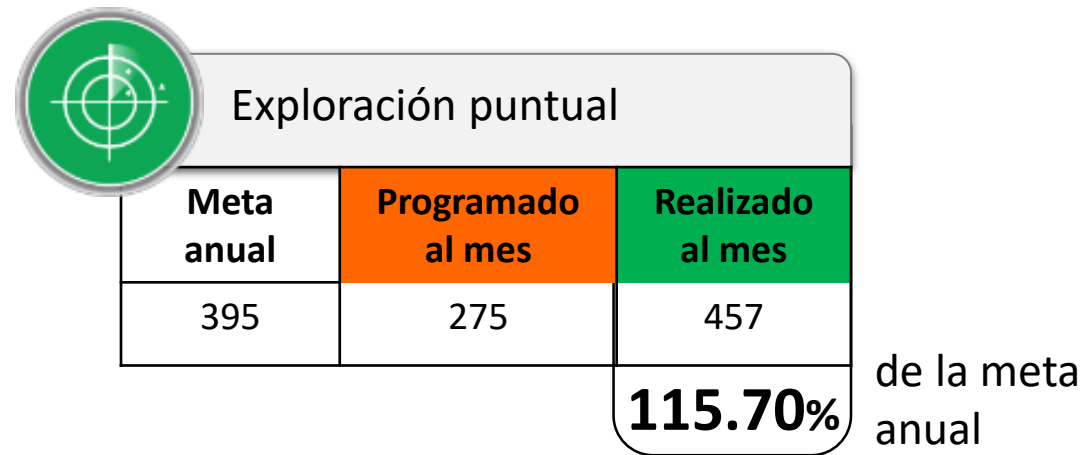 Exploración puntual
Meta anual
Programado al mes
Realizado al mes
395
275
457
115.70%
de la meta
anual